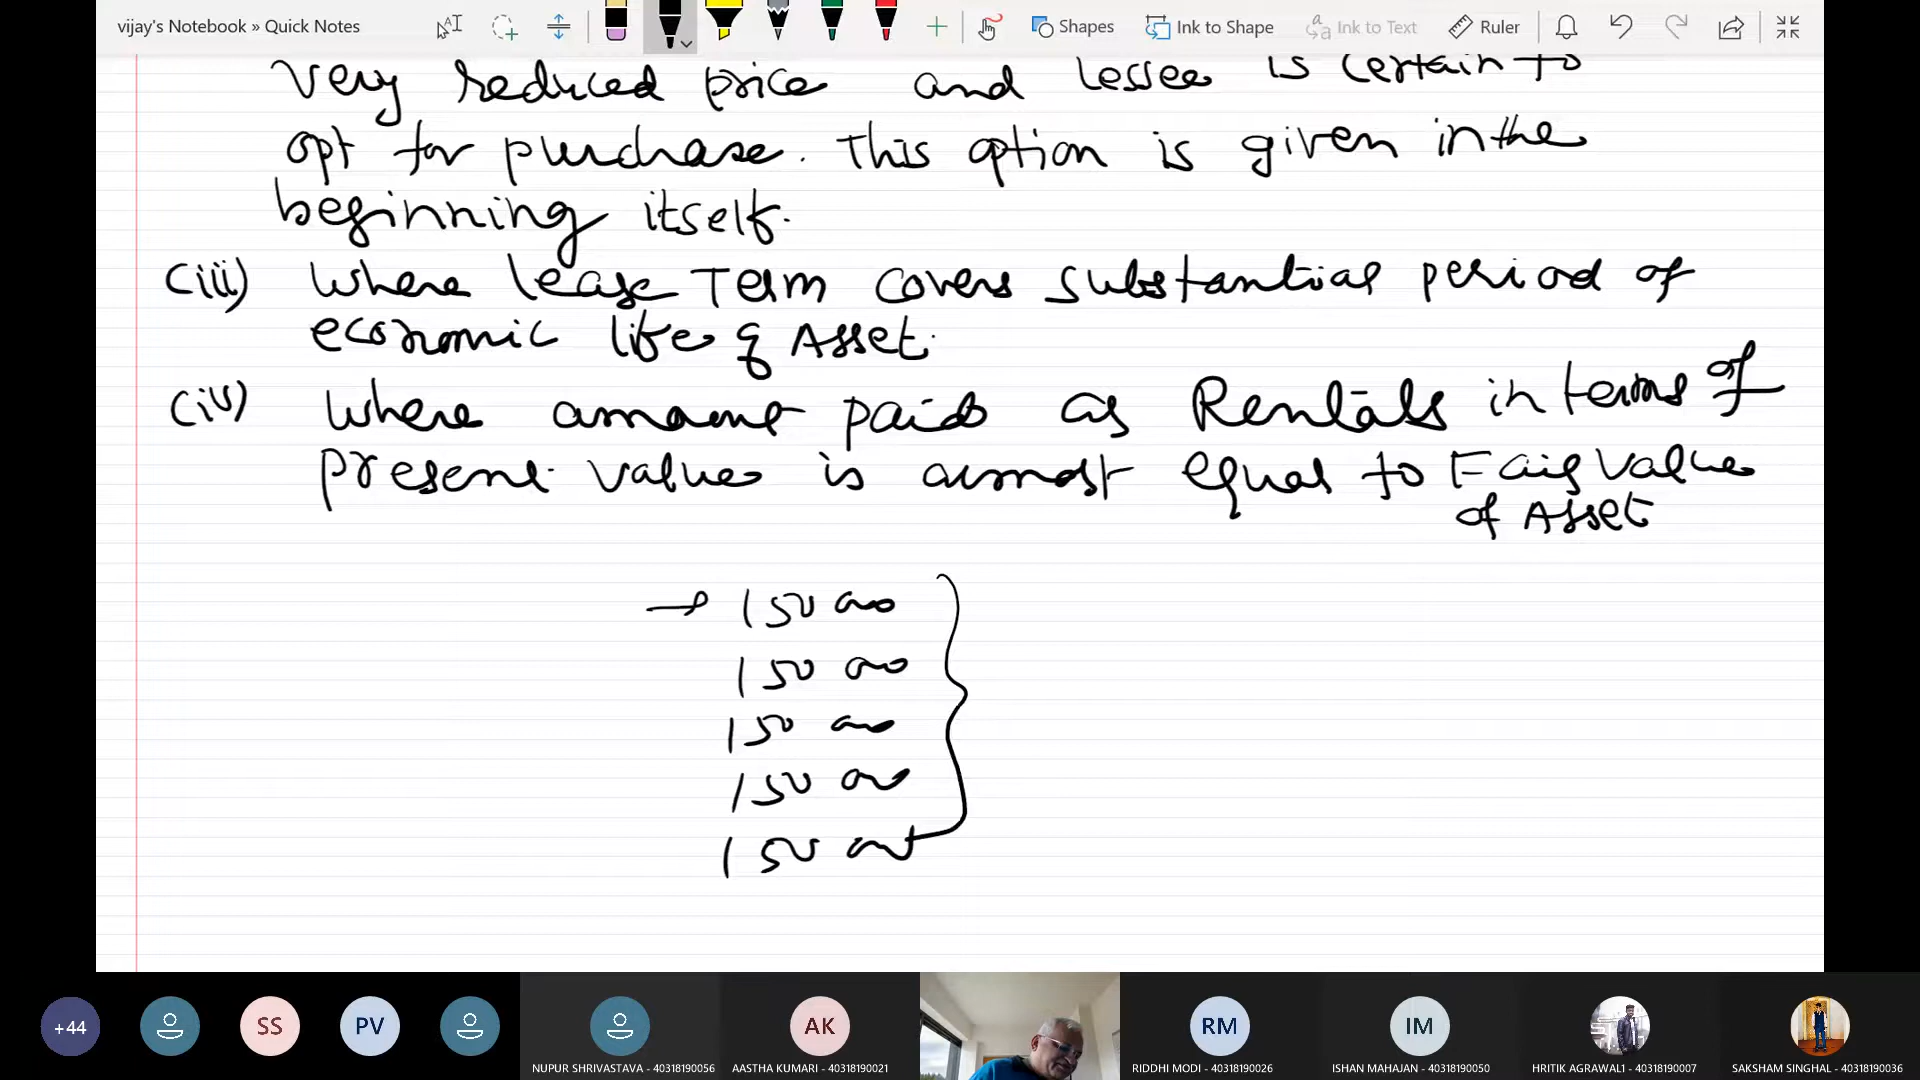 vijay's Notebook » Quick Notes
Shapes
Ink to Shape
Ink to Text
Ruler
very reduced price and lessee is certain to
opt for purchase. This option is given in the
beginning itself.
(iii) Where lease Term covers substantial period of
economic life of Asset.
(iv) Where amount paid as Rentals in terms of
present value is almost equal to Fair Value
of Asset
→ 150 000
150 000
150 000
150 000
150 000
+44
SS
PV
AK
RM
IM
NUPUR SHRIVASTAVA - 40318190056
AASTHA KUMARI - 40318190021
RIDDHI MODI - 40318190026
ISHAN MAHAJAN - 40318190050
HRITIK AGRAWAL1 - 40318190007
SAKSHAM SINGHAL - 40318190036